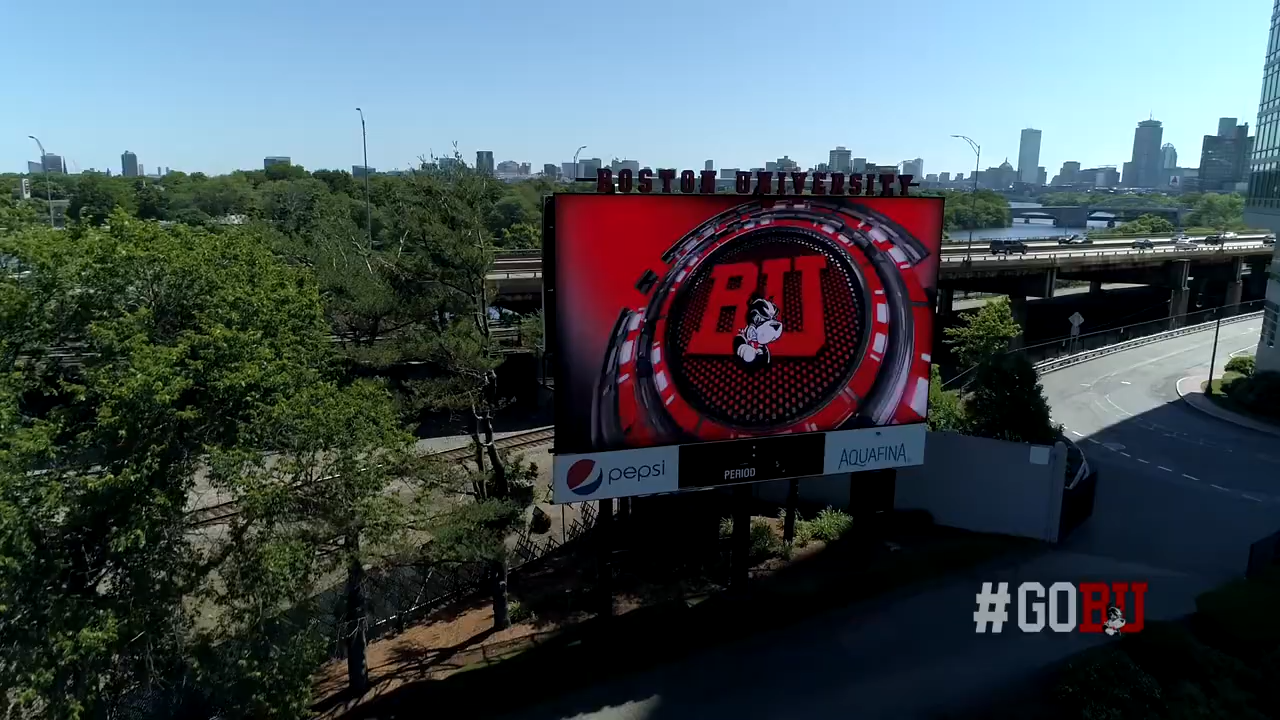 BOSTON UNIVERSITY
BU
pepsi
PERIOD
AQUAFINA
#GOBU